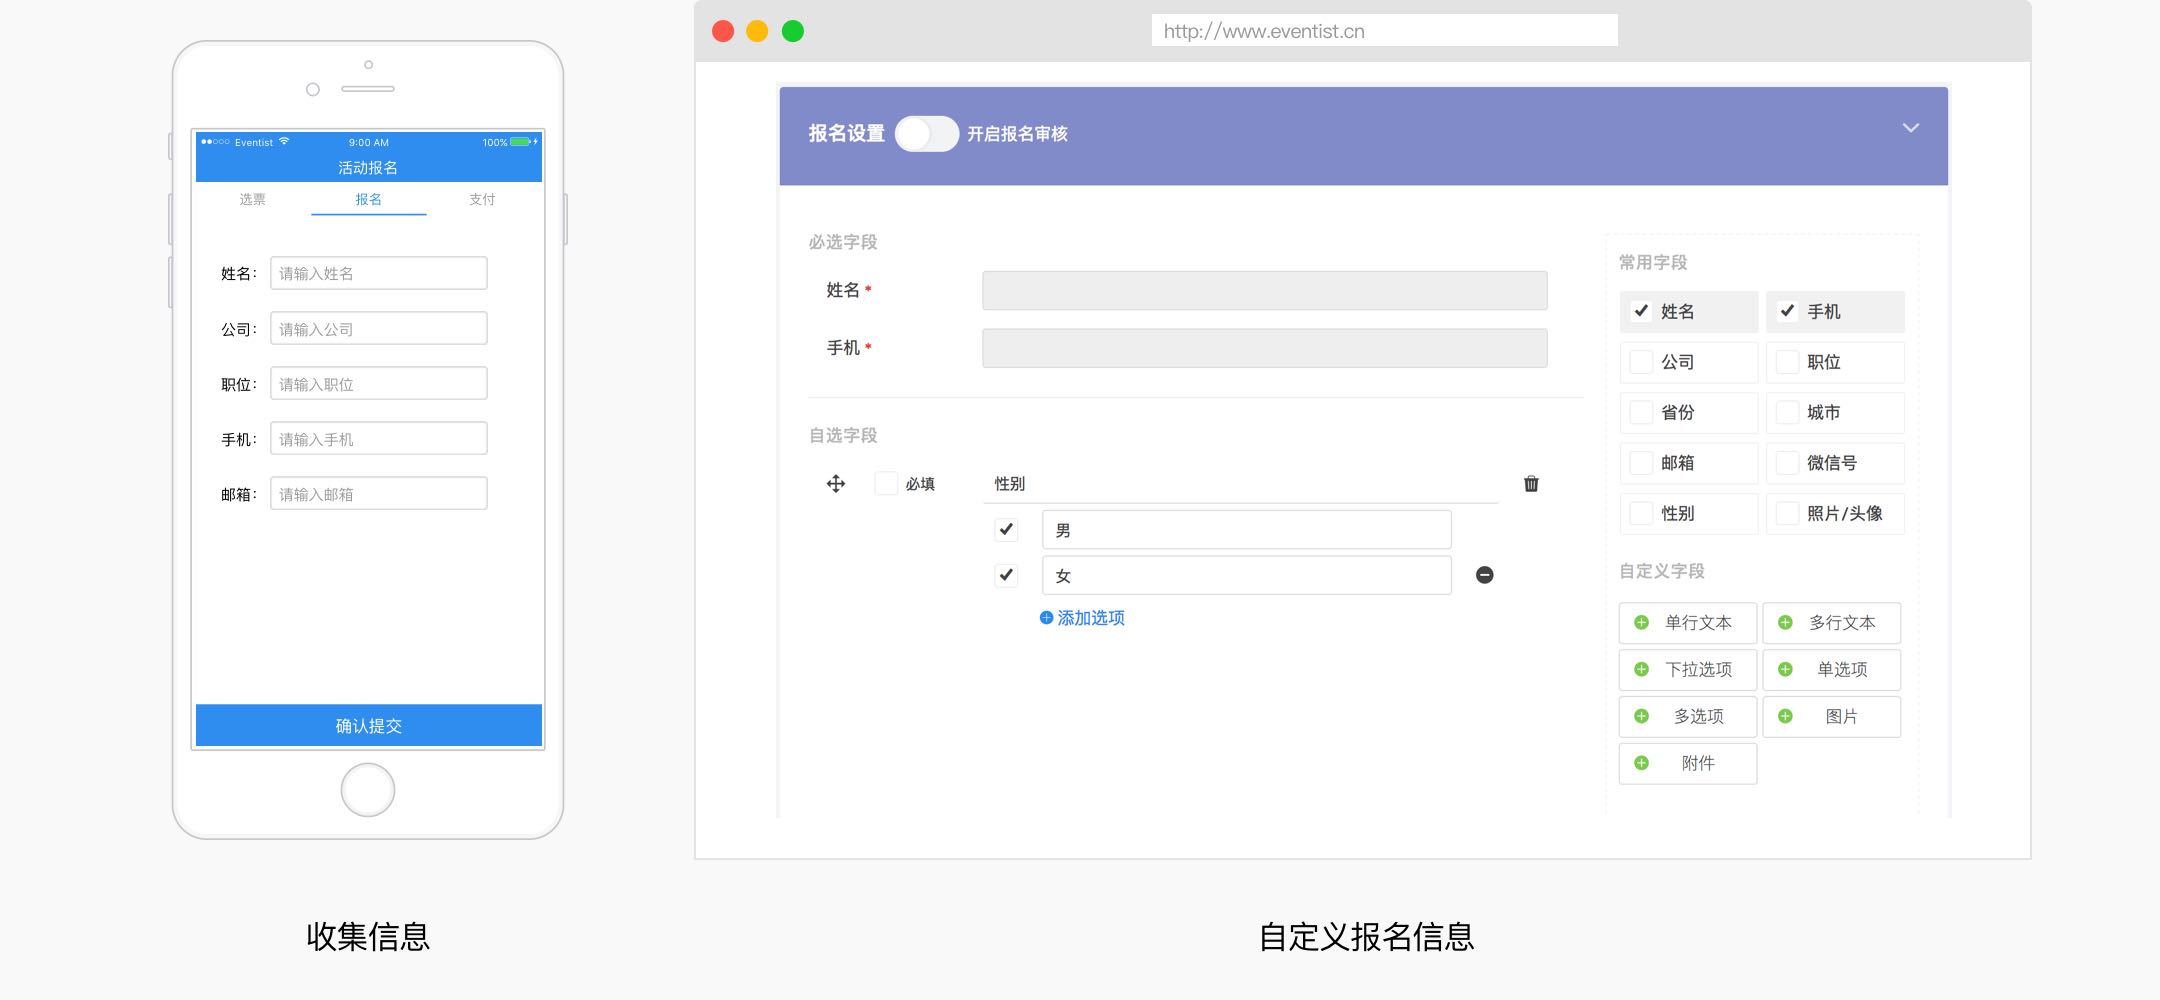 Eventist
9:00 AM
100%
活动报名
选票
报名
支付
姓名：
请输入姓名
公司：
请输入公司
职位：
请输入职位
手机：
请输入手机
邮箱：
请输入邮箱
确认提交
收集信息
http://www.eventist.cn
报名设置
开启报名审核
必选字段
姓名 *
手机 *
自选字段
必填
性别
男
女
添加选项
常用字段
姓名
手机
公司
职位
省份
城市
邮箱
微信号
性别
照片/头像
自定义字段
单行文本
多行文本
下拉选项
单选项
多选项
图片
附件
自定义报名信息